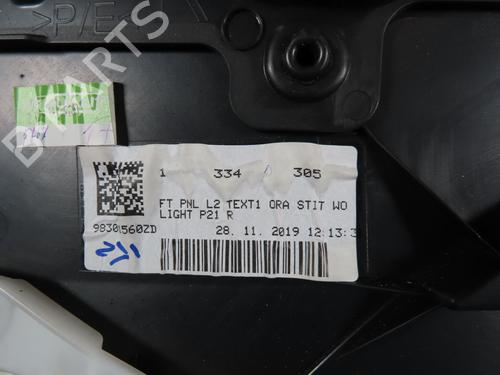 >P/E
B-PARTS
1 334 305
FT PNL L2 TEXT1 ORA STIT WO
LIGHT P21 R
9830560ZD 28. 11. 2019 12:13:3